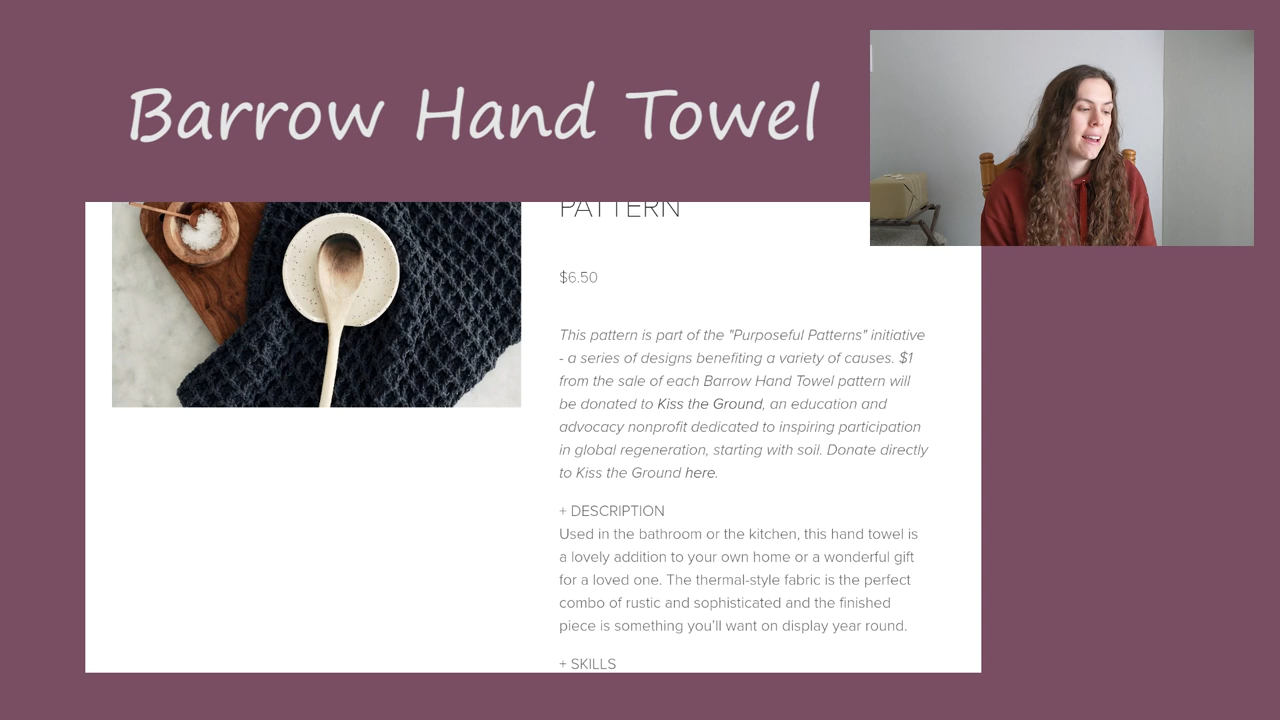 Barrow Hand Towel
PATTERN
$6.50
This pattern is part of the "Purposeful Patterns" initiative
- a series of designs benefiting a variety of causes. $1
from the sale of each Barrow Hand Towel pattern will
be donated to Kiss the Ground, an education and
advocacy nonprofit dedicated to inspiring participation
in global regeneration, starting with soil. Donate directly
to Kiss the Ground here.
+ DESCRIPTION
Used in the bathroom or the kitchen, this hand towel is
a lovely addition to your own home or a wonderful gift
for a loved one. The thermal-style fabric is the perfect
combo of rustic and sophisticated and the finished
piece is something you’ll want on display year round.
+ SKILLS